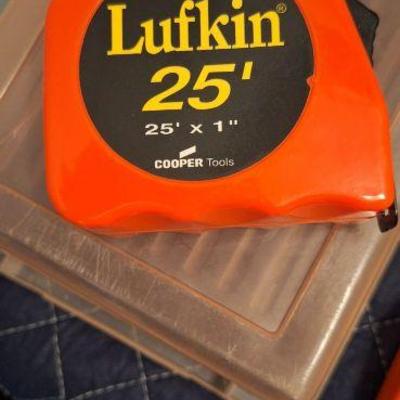 Lufkin®
25'
25' x 1"
COOPER Tools